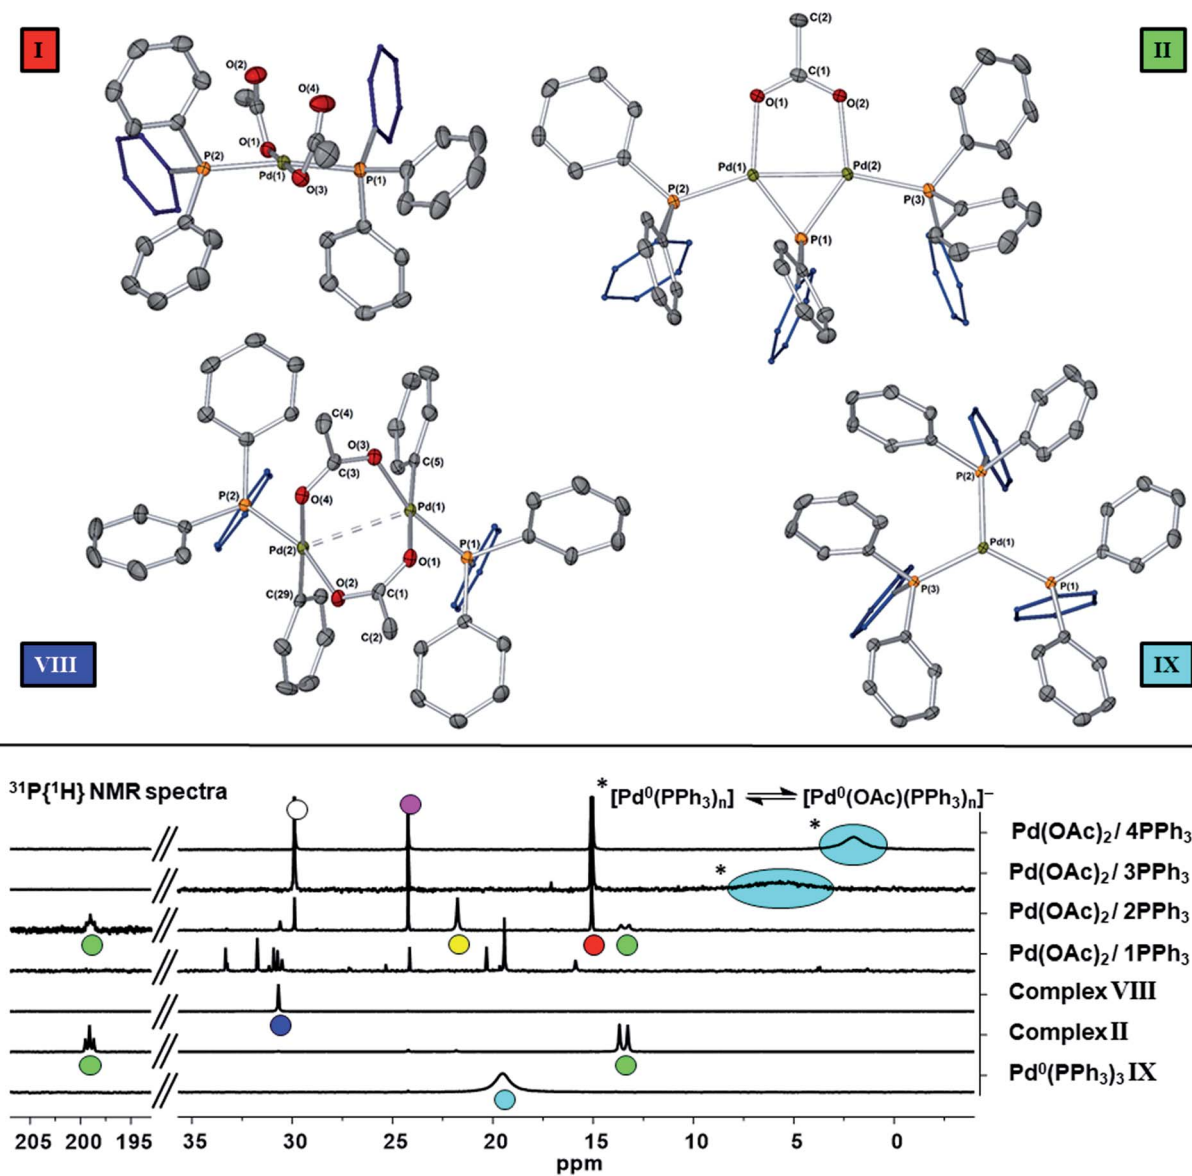 I
II
O(2)
O(4)
O(1)
P(2)
Pd(1)
O(3)
P(1)
C(2)
C(1)
O(1)
O(2)
Pd(1)
Pd(2)
P(2)
P(3)
P(1)
C(4)
O(3)
C(3)
C(5)
P(2)
O(4)
Pd(1)
Pd(2)
O(2)
O(1)
P(1)
C(1)
C(29)
C(2)
P(2)
Pd(1)
P(3)
P(1)
VIII
IX
³¹P{¹H} NMR spectra
* [Pd⁰(PPh₃)ₙ] ⇌ [Pd⁰(OAc)(PPh₃)ₙ]⁻
* Pd(OAc)₂ / 4PPh₃
* Pd(OAc)₂ / 3PPh₃
Pd(OAc)₂ / 2PPh₃
Pd(OAc)₂ / 1PPh₃
Complex VIII
Complex II
Pd⁰(PPh₃)₃ IX
205 200 195 35 30 25 20 15 10 5 0
ppm